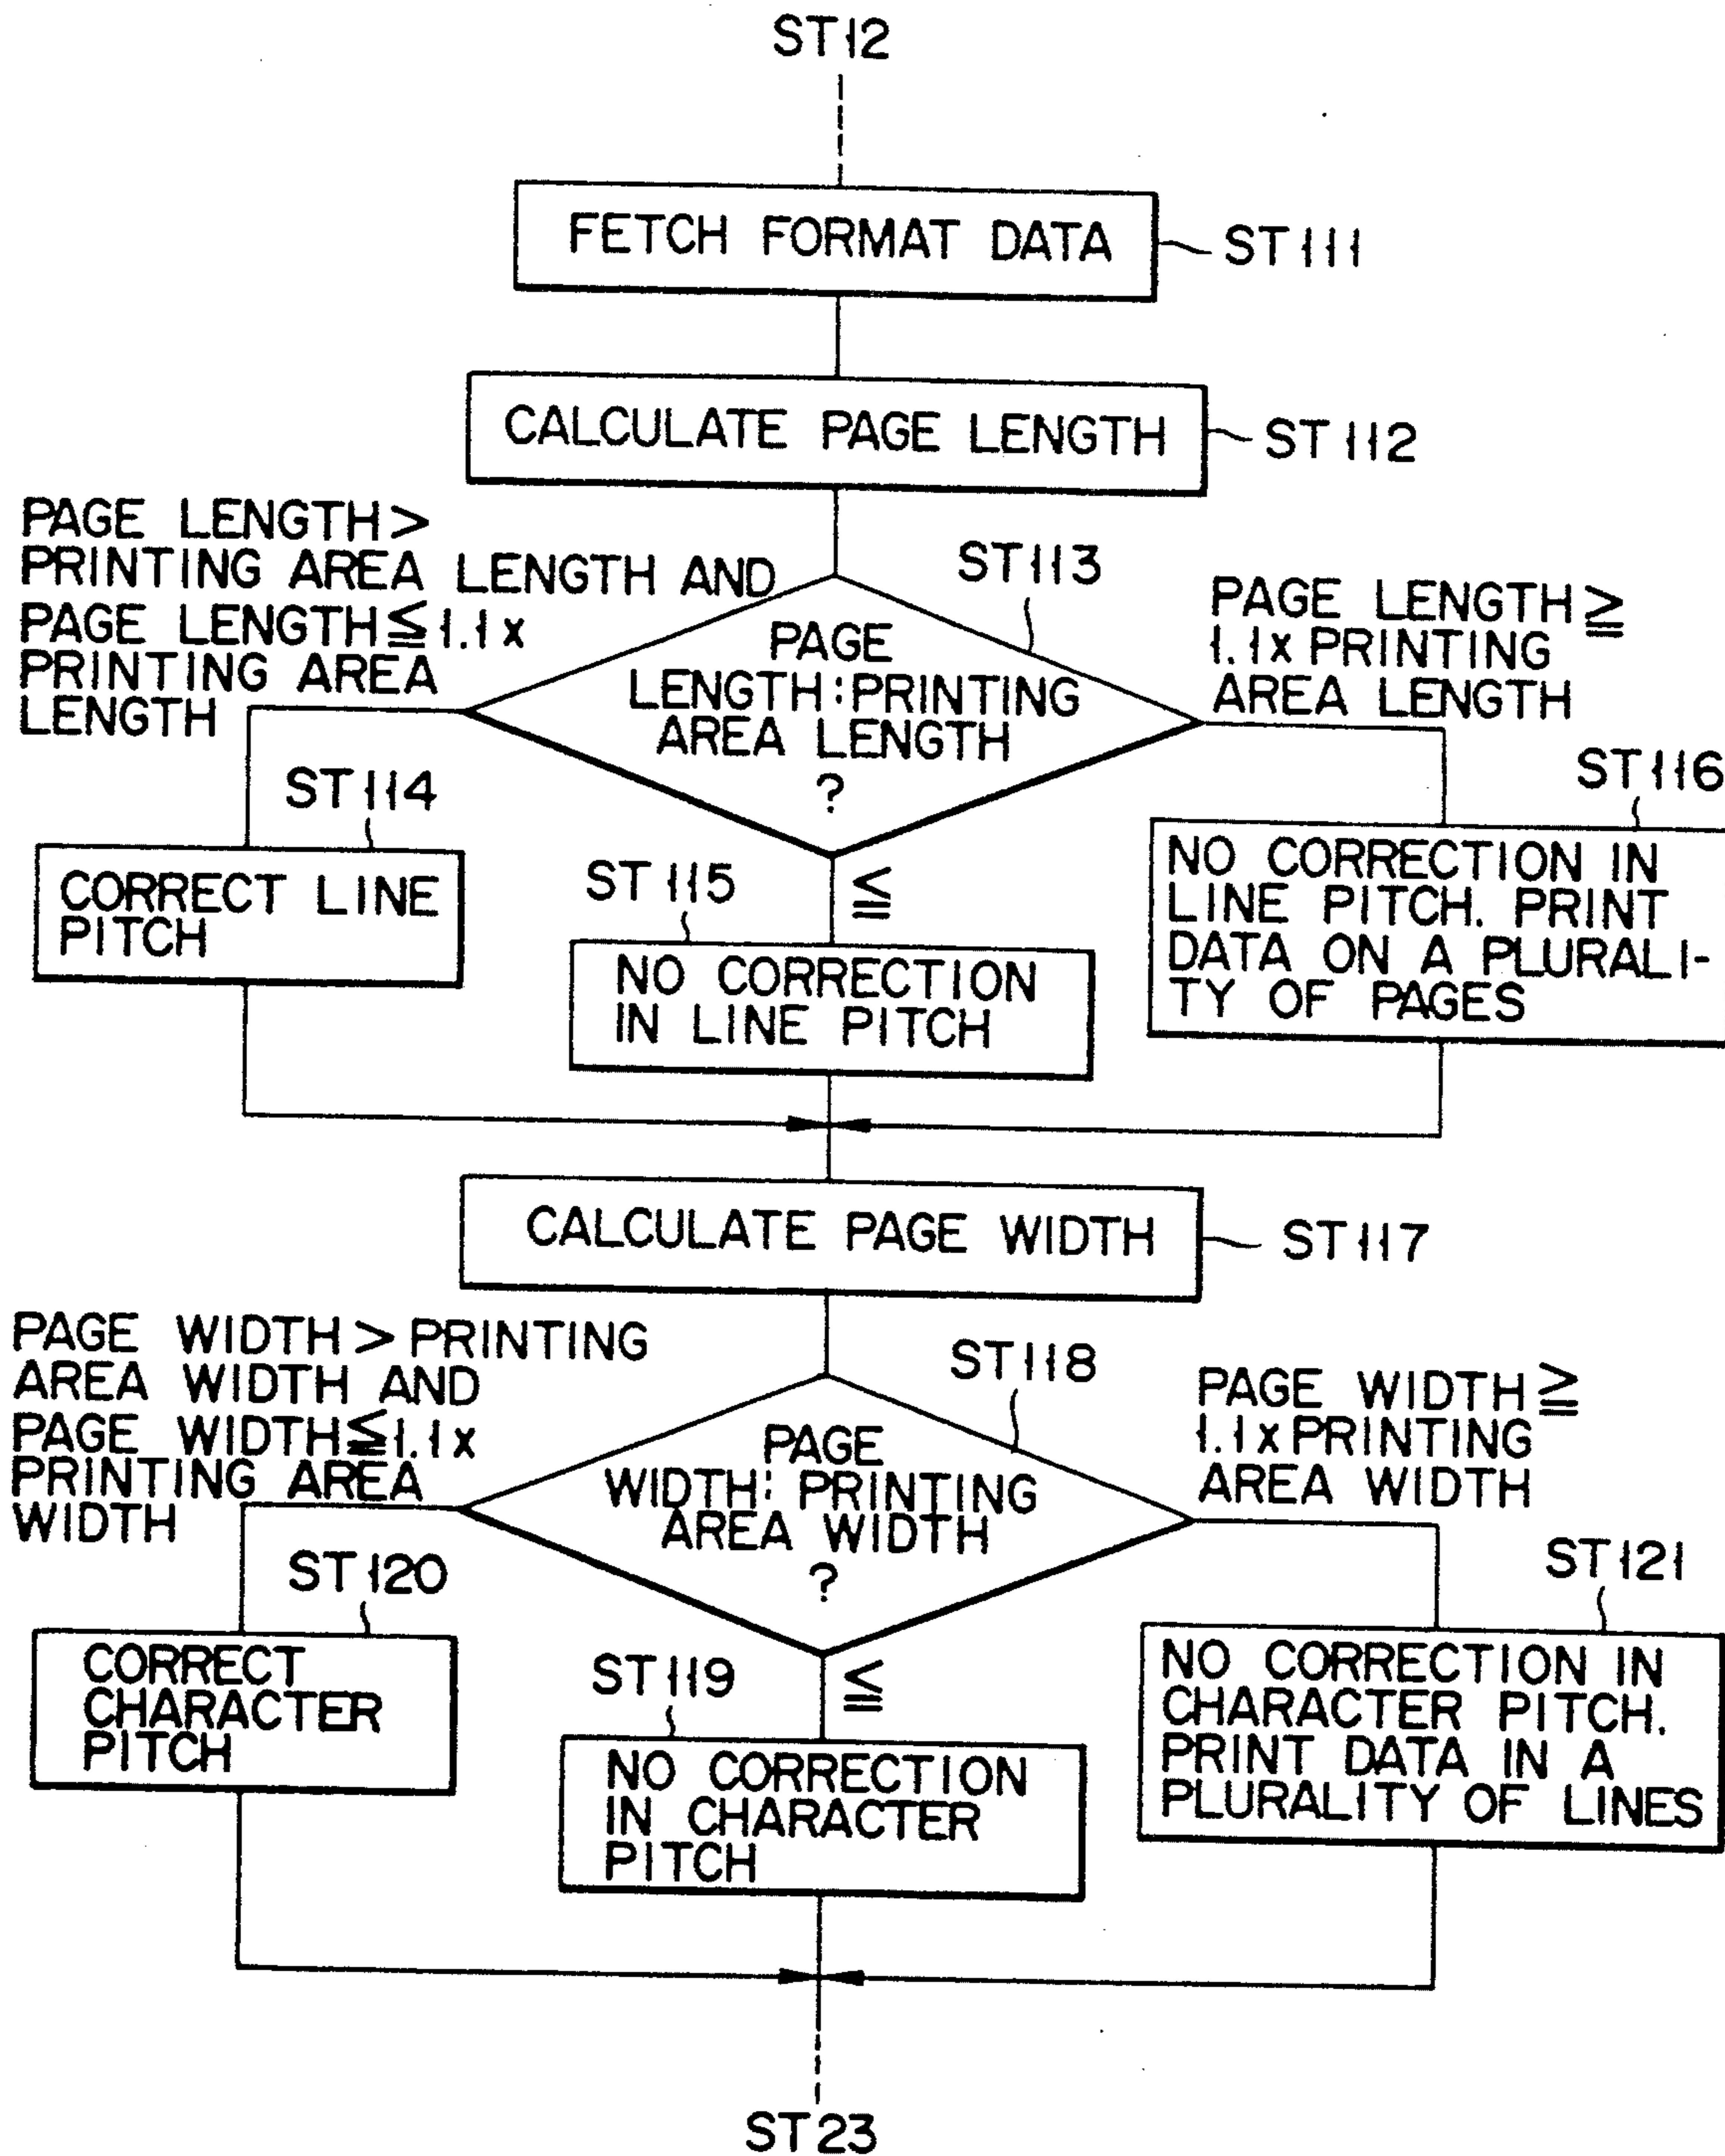 ST12
FETCH FORMAT DATA
ST111
CALCULATE PAGE LENGTH
ST112
PAGE LENGTH >
PRINTING AREA LENGTH AND
PAGE LENGTH ≦ 1.1x
PRINTING AREA
LENGTH
ST113
PAGE
LENGTH : PRINTING
AREA LENGTH
?
PAGE LENGTH ≧
1.1x PRINTING
AREA LENGTH
ST114
CORRECT LINE
PITCH
ST115
≦
NO CORRECTION
IN LINE PITCH
ST116
NO CORRECTION IN
LINE PITCH. PRINT
DATA ON A PLURALI-
TY OF PAGES
CALCULATE PAGE WIDTH
ST117
PAGE WIDTH > PRINTING
AREA WIDTH AND
PAGE WIDTH ≦ 1.1x
PRINTING AREA
WIDTH
ST118
PAGE
WIDTH : PRINTING
AREA WIDTH
?
PAGE WIDTH ≧
1.1x PRINTING
AREA WIDTH
ST120
CORRECT
CHARACTER
PITCH
ST119
≦
NO CORRECTION
IN CHARACTER
PITCH
ST121
NO CORRECTION IN
CHARACTER PITCH.
PRINT DATA IN A
PLURALITY OF LINES
ST23